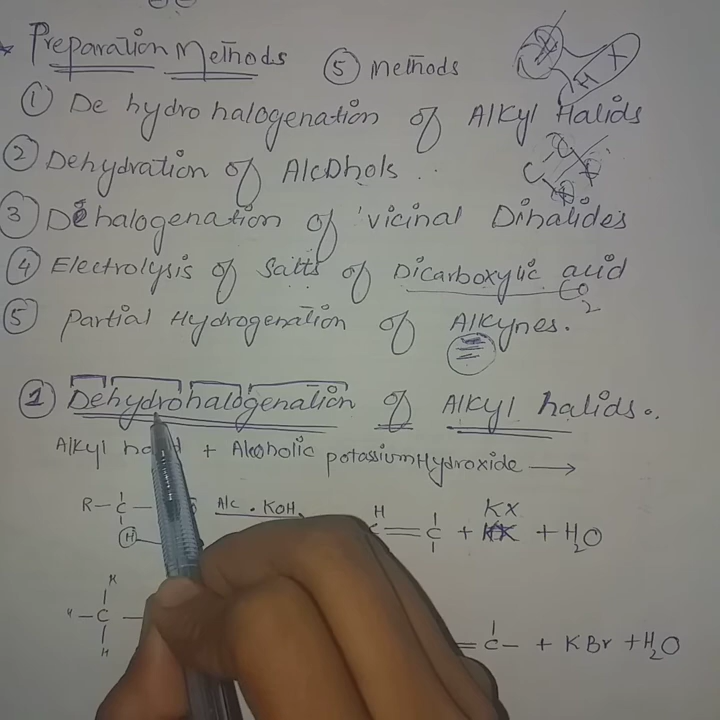 * Preparation Methods ⑤ Methods
① De hydro halogenation of Alkyl Halids
② Dehydration of AlcOhols.
③ Dehalogenation of vicinal Dihalides
④ Electrolysis of Salts of Dicarboxylic acid
CO2
⑤ Partial Hydrogenation of Alkynes.
① Dehydrohalogenation of Alkyl halids.
Alkyl + Alcoholic potassium Hydroxide →
R-C- Alc. KOH = C + KX + H2O
H
H
-C-
H
= C- + KBr + H2O